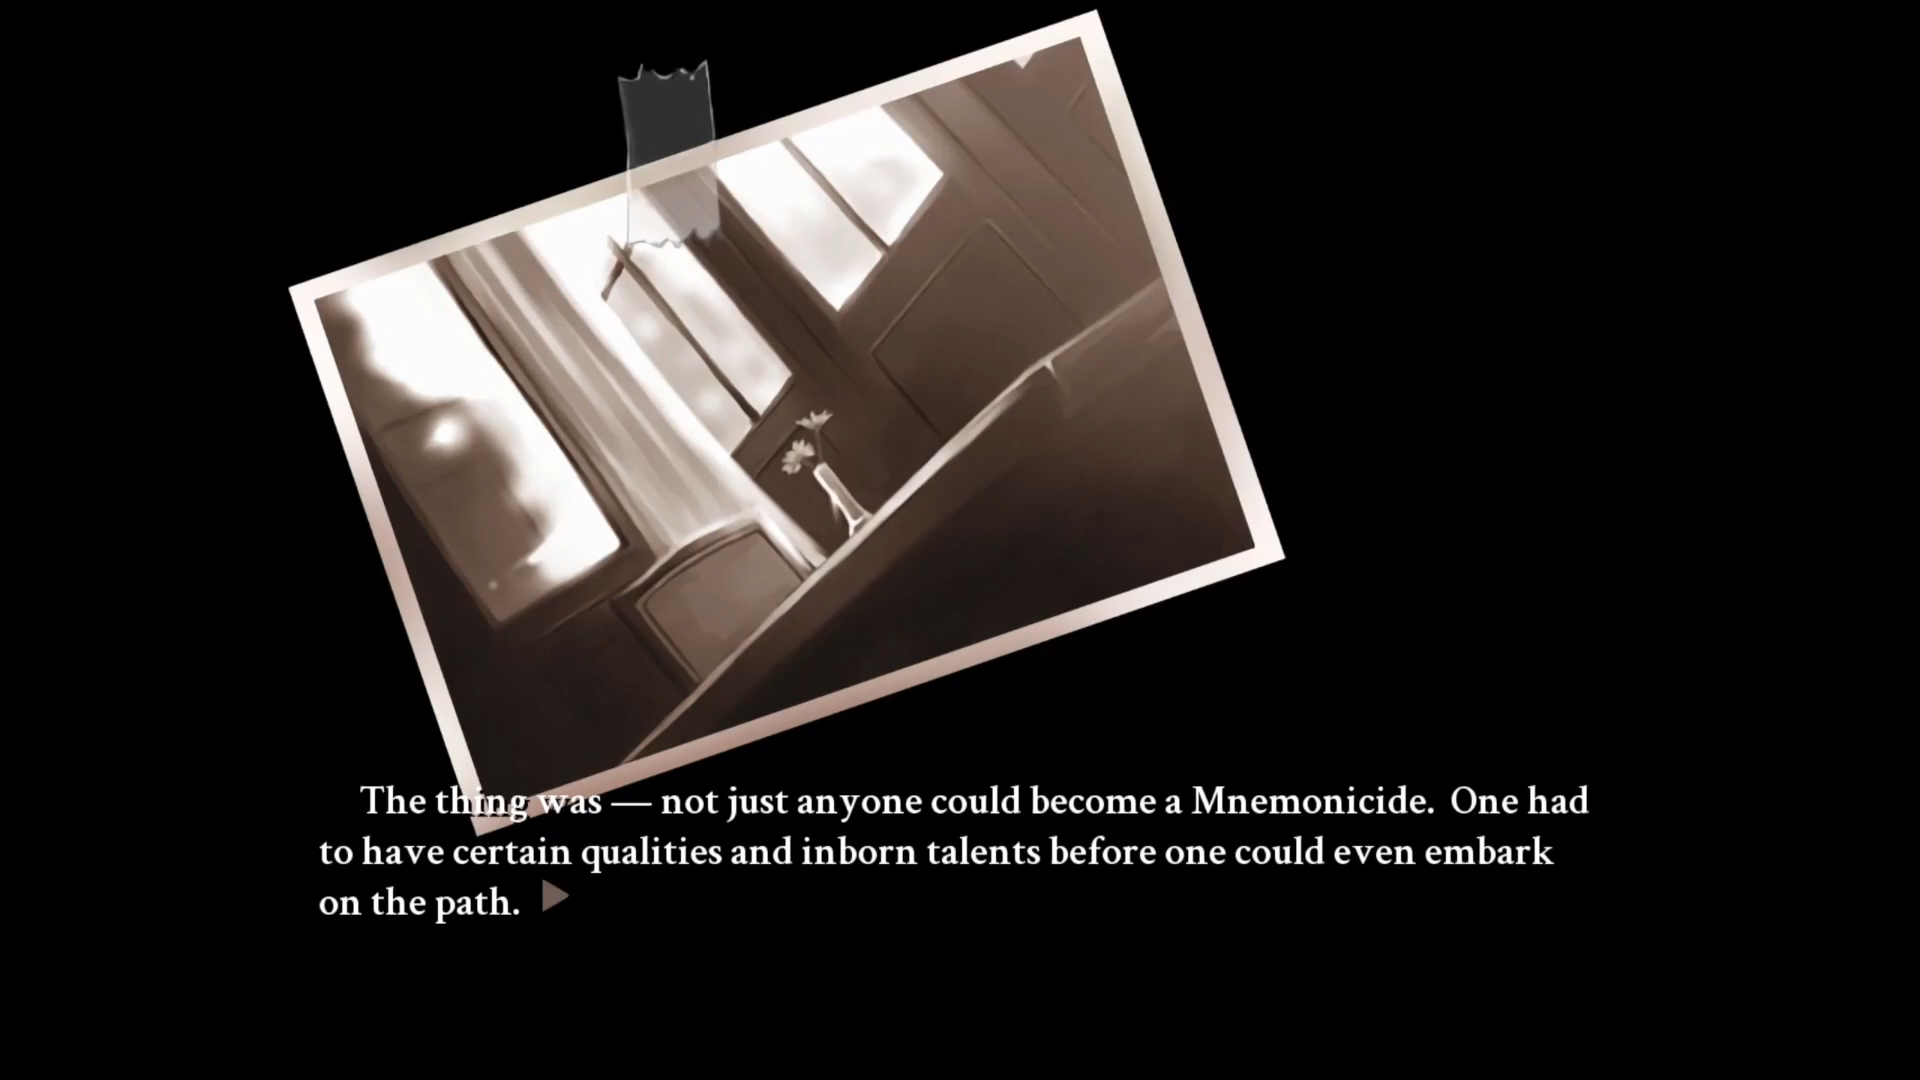 The thing was — not just anyone could become a Mnemonicide. One had
to have certain qualities and inborn talents before one could even embark
on the path.